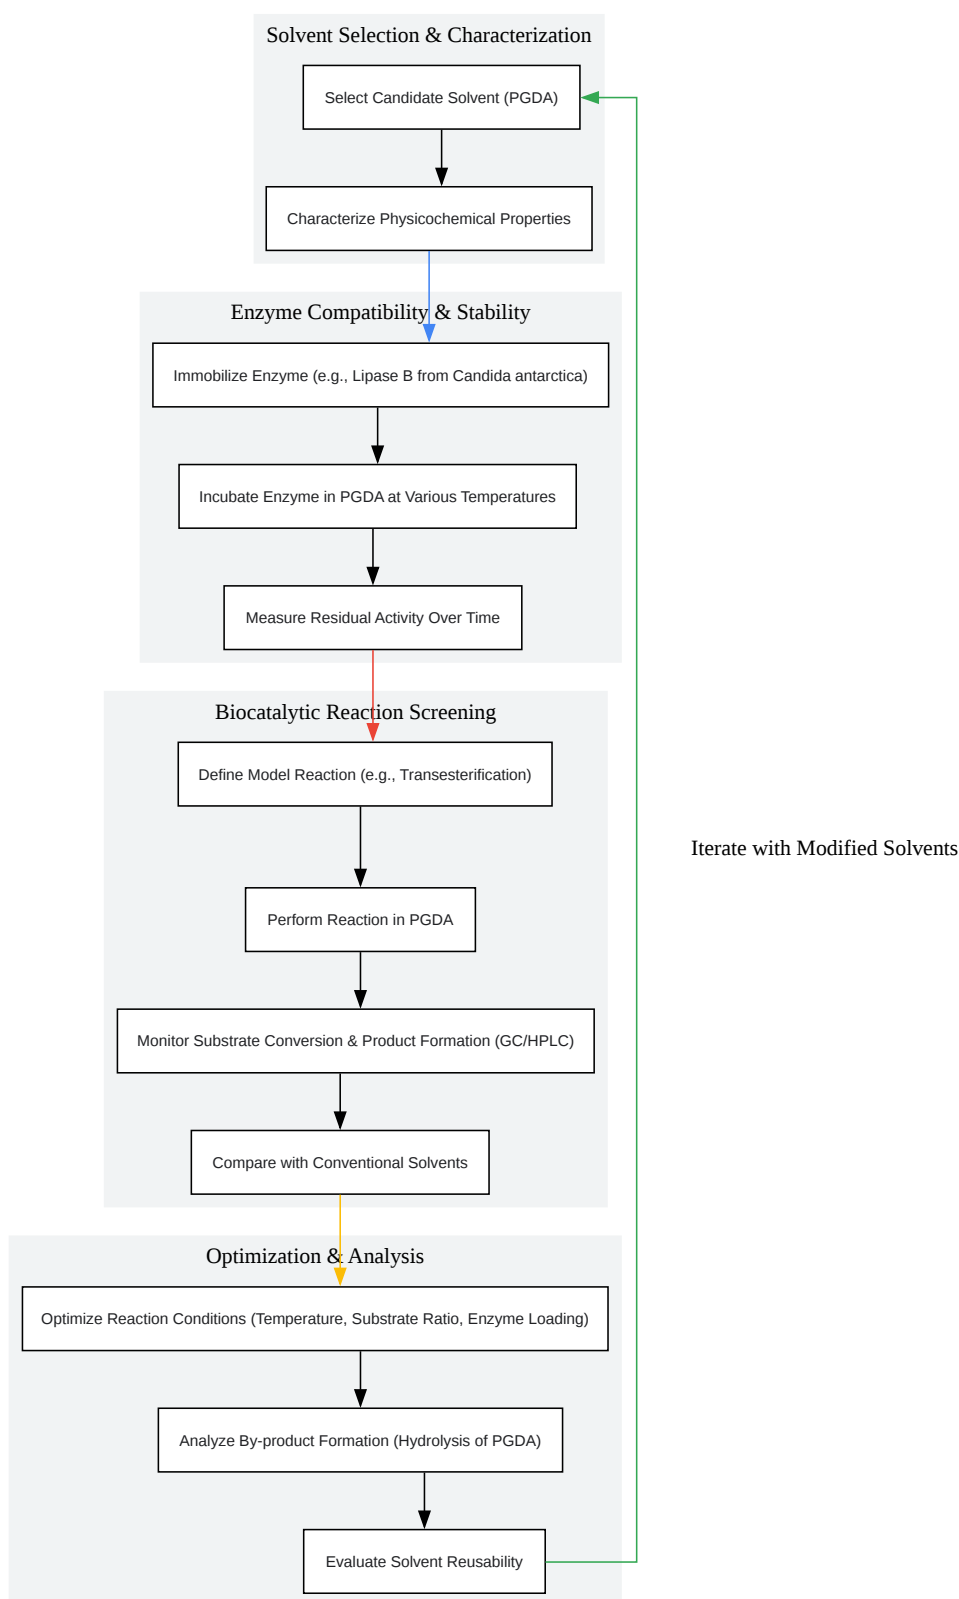 Solvent Selection & Characterization
Select Candidate Solvent (PGDA)
Characterize Physicochemical Properties
Enzyme Compatibility & Stability
Immobilize Enzyme (e.g., Lipase B from Candida antarctica)
Incubate Enzyme in PGDA at Various Temperatures
Measure Residual Activity Over Time
Biocatalytic Reaction Screening
Define Model Reaction (e.g., Transesterification)
Iterate with Modified Solvents
Perform Reaction in PGDA
Monitor Substrate Conversion & Product Formation (GC/HPLC)
Compare with Conventional Solvents
Optimization & Analysis
Optimize Reaction Conditions (Temperature, Substrate Ratio, Enzyme Loading)
Analyze By-product Formation (Hydrolysis of PGDA)
Evaluate Solvent Reusability